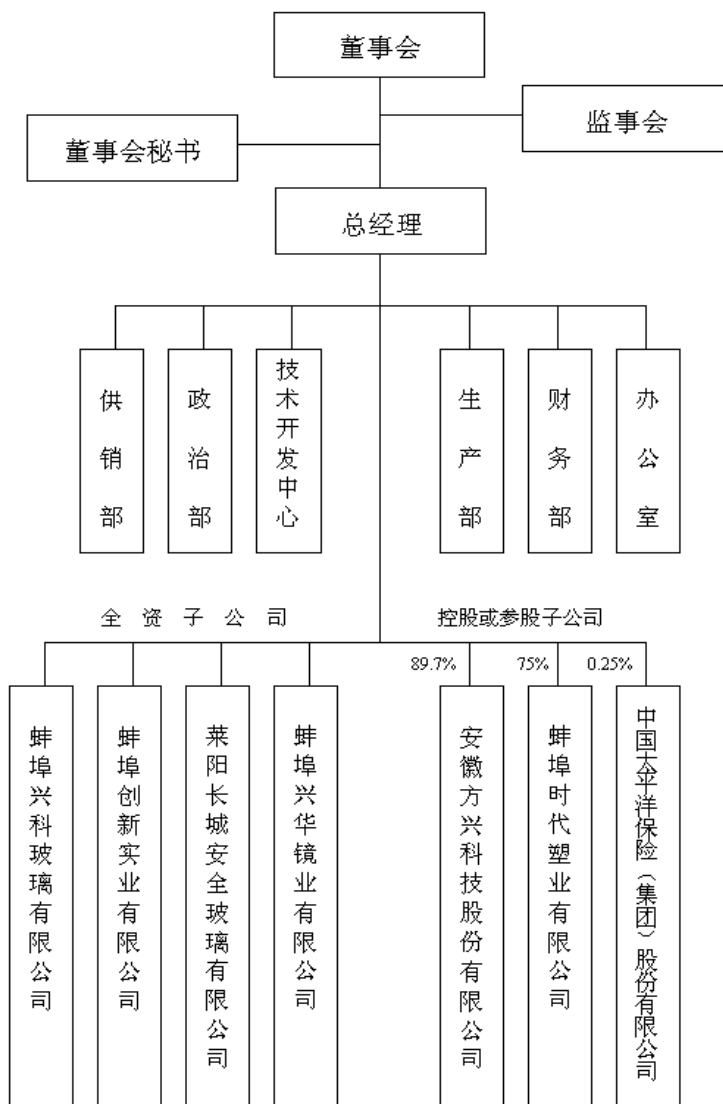 董事会
监事会
董事会秘书
总经理
供销部
政治部
技术开发中心
生产部
财务部
办公室
全资子公司
控股或参股子公司
89.7%
75%
0.25%
蚌埠兴科玻璃有限公司
蚌埠创新实业有限公司
莱阳长城安全玻璃有限公司
蚌埠兴华镜业有限公司
安徽方兴科技股份有限公司
蚌埠时代塑业有限公司
中国太平洋保险（集团）股份有限公司